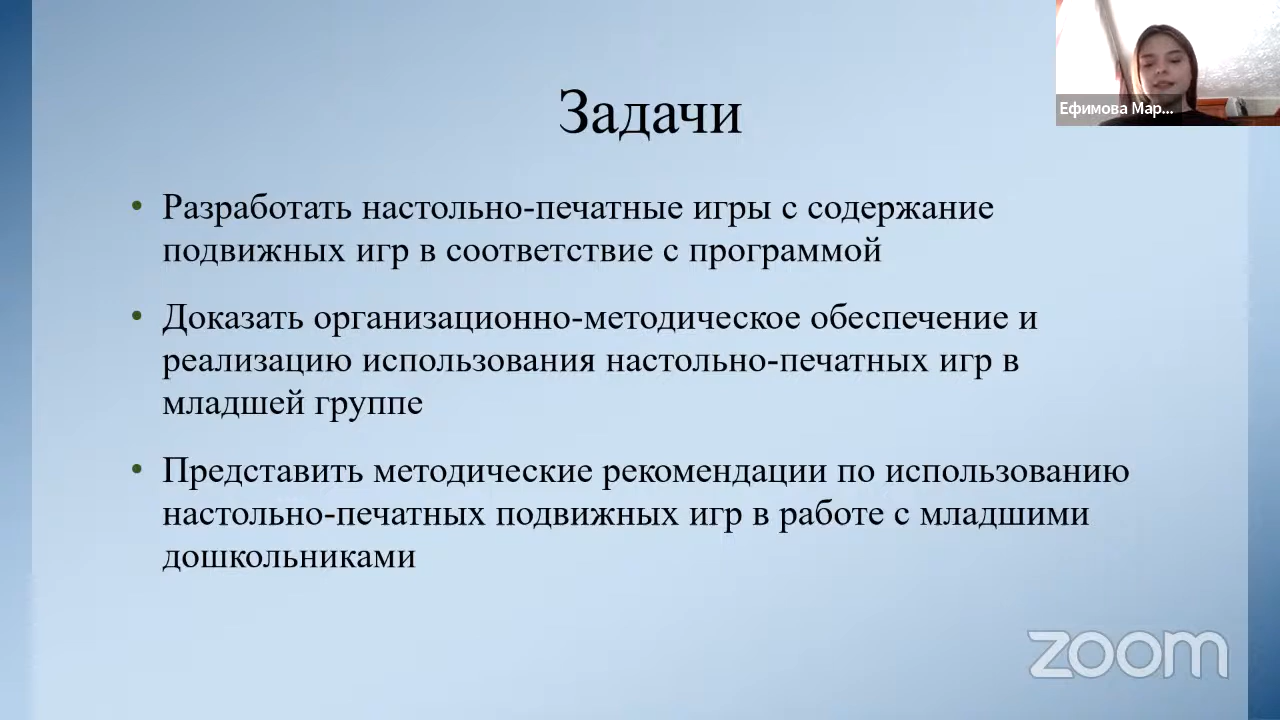 Задачи
Ефимова Мар...
• Разработать настольно-печатные игры с содержание
подвижных игр в соответствие с программой
• Доказать организационно-методическое обеспечение и
реализацию использования настольно-печатных игр в
младшей группе
• Представить методические рекомендации по использованию
настольно-печатных подвижных игр в работе с младшими
дошкольниками
zoom